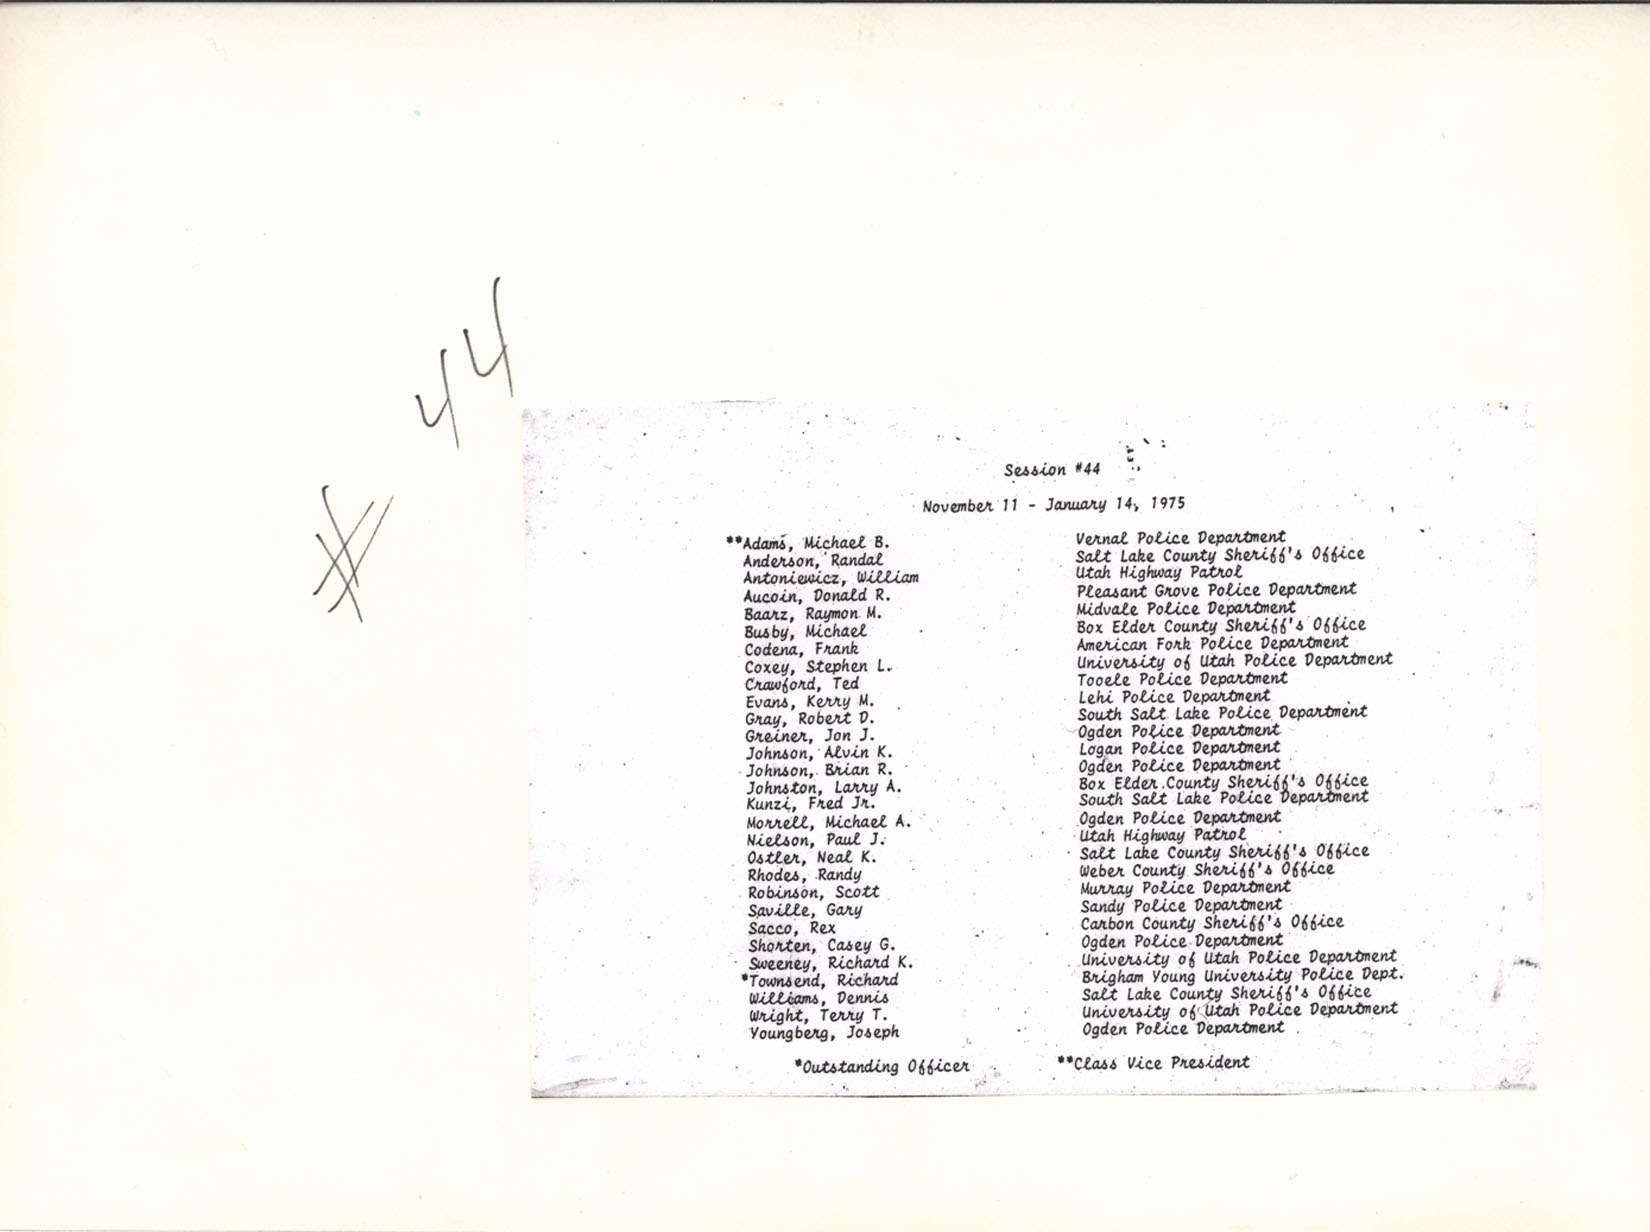 # 44
Session #44
November 11 - January 14, 1975
**Adams, Michael B. Vernal Police Department
Anderson, Randal Salt Lake County Sheriff's Office
Antoniewicz, William Utah Highway Patrol
Aucoin, Donald R. Pleasant Grove Police Department
Baarz, Raymon M. Midvale Police Department
Busby, Michael Box Elder County Sheriff's Office
Codena, Frank American Fork Police Department
Coxey, Stephen L. University of Utah Police Department
Crawford, Ted Tooele Police Department
Evans, Kerry M. Lehi Police Department
Gray, Robert D. South Salt Lake Police Department
Greiner, Jon J. Ogden Police Department
Johnson, Alvin K. Logan Police Department
Johnson, Brian R. Ogden Police Department
Johnston, Larry A. Box Elder County Sheriff's Office
Kunzi, Fred Jr. South Salt Lake Police Department
Morrell, Michael A. Ogden Police Department
Nielson, Paul J. Utah Highway Patrol
Ostler, Neal K. Salt Lake County Sheriff's Office
Rhodes, Randy Weber County Sheriff's Office
Robinson, Scott Murray Police Department
Saville, Gary Sandy Police Department
Sacco, Rex Carbon County Sheriff's Office
Shorten, Casey G. Ogden Police Department
Sweeney, Richard K. University of Utah Police Department
*Townsend, Richard Brigham Young University Police Dept.
Williams, Dennis Salt Lake County Sheriff's Office
Wright, Terry T. University of Utah Police Department
Youngberg, Joseph Ogden Police Department
*Outstanding Officer **Class Vice President